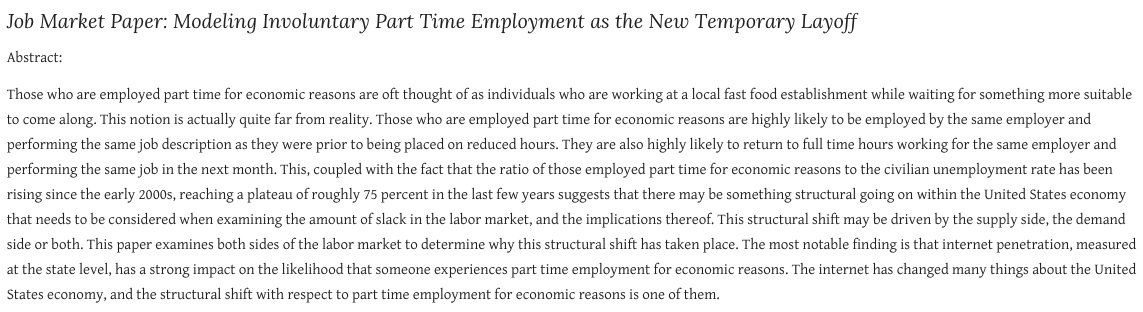 Job Market Paper: Modeling Involuntary Part Time Employment as the New Temporary Layoff
Abstract:
Those who are employed part time for economic reasons are oft thought of as individuals who are working at a local fast food establishment while waiting for something more suitable
to come along. This notion is actually quite far from reality. Those who are employed part time for economic reasons are highly likely to be employed by the same employer and
performing the same job description as they were prior to being placed on reduced hours. They are also highly likely to return to full time hours working for the same employer and
performing the same job in the next month. This, coupled with the fact that the ratio of those employed part time for economic reasons to the civilian unemployment rate has been
rising since the early 2000s, reaching a plateau of roughly 75 percent in the last few years suggests that there may be something structural going on within the United States economy
that needs to be considered when examining the amount of slack in the labor market, and the implications thereof. This structural shift may be driven by the supply side, the demand
side or both. This paper examines both sides of the labor market to determine why this structural shift has taken place. The most notable finding is that internet penetration, measured
at the state level, has a strong impact on the likelihood that someone experiences part time employment for economic reasons. The internet has changed many things about the United
States economy, and the structural shift with respect to part time employment for economic reasons is one of them.